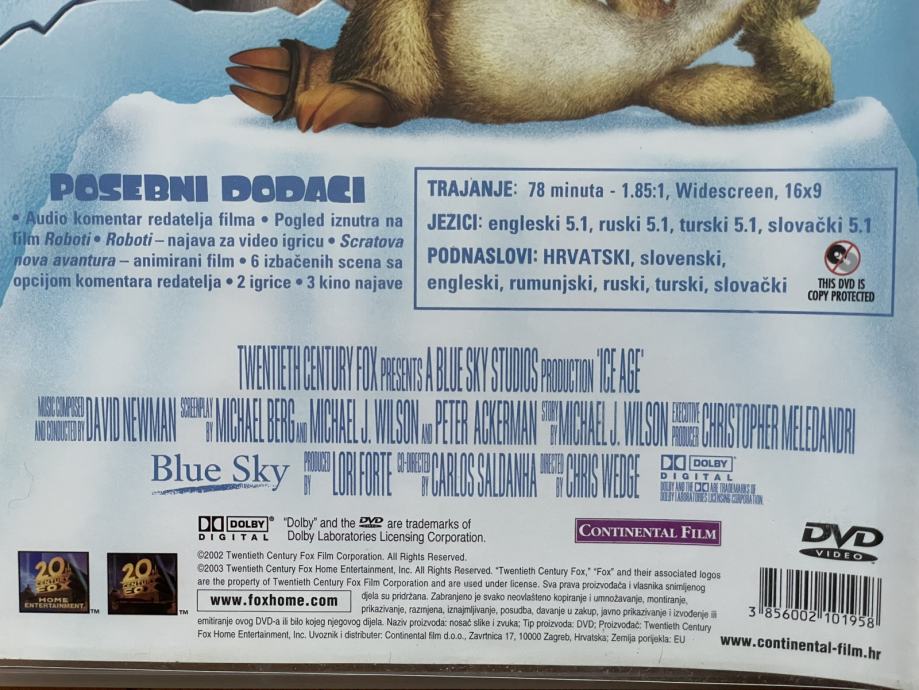 POSEBNI DODACI
• Audio komentar redatelja filma • Pogled iznutra na
film Roboti • Roboti – najava za video igricu • Scratova
nova avantura – animirani film • 6 izbačenih scena sa
opcijom komentara redatelja • 2 igrice • 3 kino najave
TRAJANJE: 78 minuta - 1.85:1, Widescreen, 16x9
JEZICI: engleski 5.1, ruski 5.1, turski 5.1, slovački 5.1
PODNASLOVI: HRVATSKI, slovenski,
engleski, rumunjski, ruski, turski, slovački
THIS DVD IS
COPY PROTECTED
TWENTIETH CENTURY FOX PRESENTS A BLUE SKY STUDIOS PRODUCTION 'ICE AGE'
MUSIC COMPOSED AND CONDUCTED BY DAVID NEWMAN SCREENPLAY BY MICHAEL BERG AND MICHAEL J. WILSON AND PETER ACKERMAN STORY BY MICHAEL J. WILSON EXECUTIVE PRODUCER CHRISTOPHER MELEDANDRI
Blue Sky PRODUCED BY LORI FORTE CO-DIRECTED BY CARLOS SALDANHA DIRECTED BY CHRIS WEDGE
DOLBY
DIGITAL
DOLBY AND THE ARE TRADEMARKS OF
DOLBY LABORATORIES LICENSING CORPORATION.
DOLBY®
DIGITAL
"Dolby" and the DVD are trademarks of
Dolby Laboratories Licensing Corporation.
CONTINENTAL FILM
DVD
VIDEO
20th
CENTURY
FOX
HOME
ENTERTAINMENT
TM
20th
CENTURY
FOX
TM
©2002 Twentieth Century Fox Film Corporation. All Rights Reserved.
©2003 Twentieth Century Fox Home Entertainment, Inc. All Rights Reserved. "Twentieth Century Fox," "Fox" and their associated logos
are the property of Twentieth Century Fox Film Corporation and are used under license. Sva prava proizvođača i vlasnika snimljenog
www.foxhome.com
djela su pridržana. Zabranjeno je svako neovlašteno kopiranje i umnožavanje, montiranje,
prikazivanje, razmjena, iznajmljivanje, posudba, davanje u zakup, javno prikazivanje i izvođenje ili
emitiranje ovog DVD-a ili bilo kojeg njegovog dijela. Naziv proizvoda: nosač slike i zvuka; Tip proizvoda: DVD; Proizvođač: Twentieth Century
Fox Home Entertainment, Inc. Uvoznik i distributer: Continental film d.o.o., Zavrtnica 17, 10000 Zagreb, Hrvatska; Zemlja porijekla: EU
3 856002 101958
www.continental-film.hr